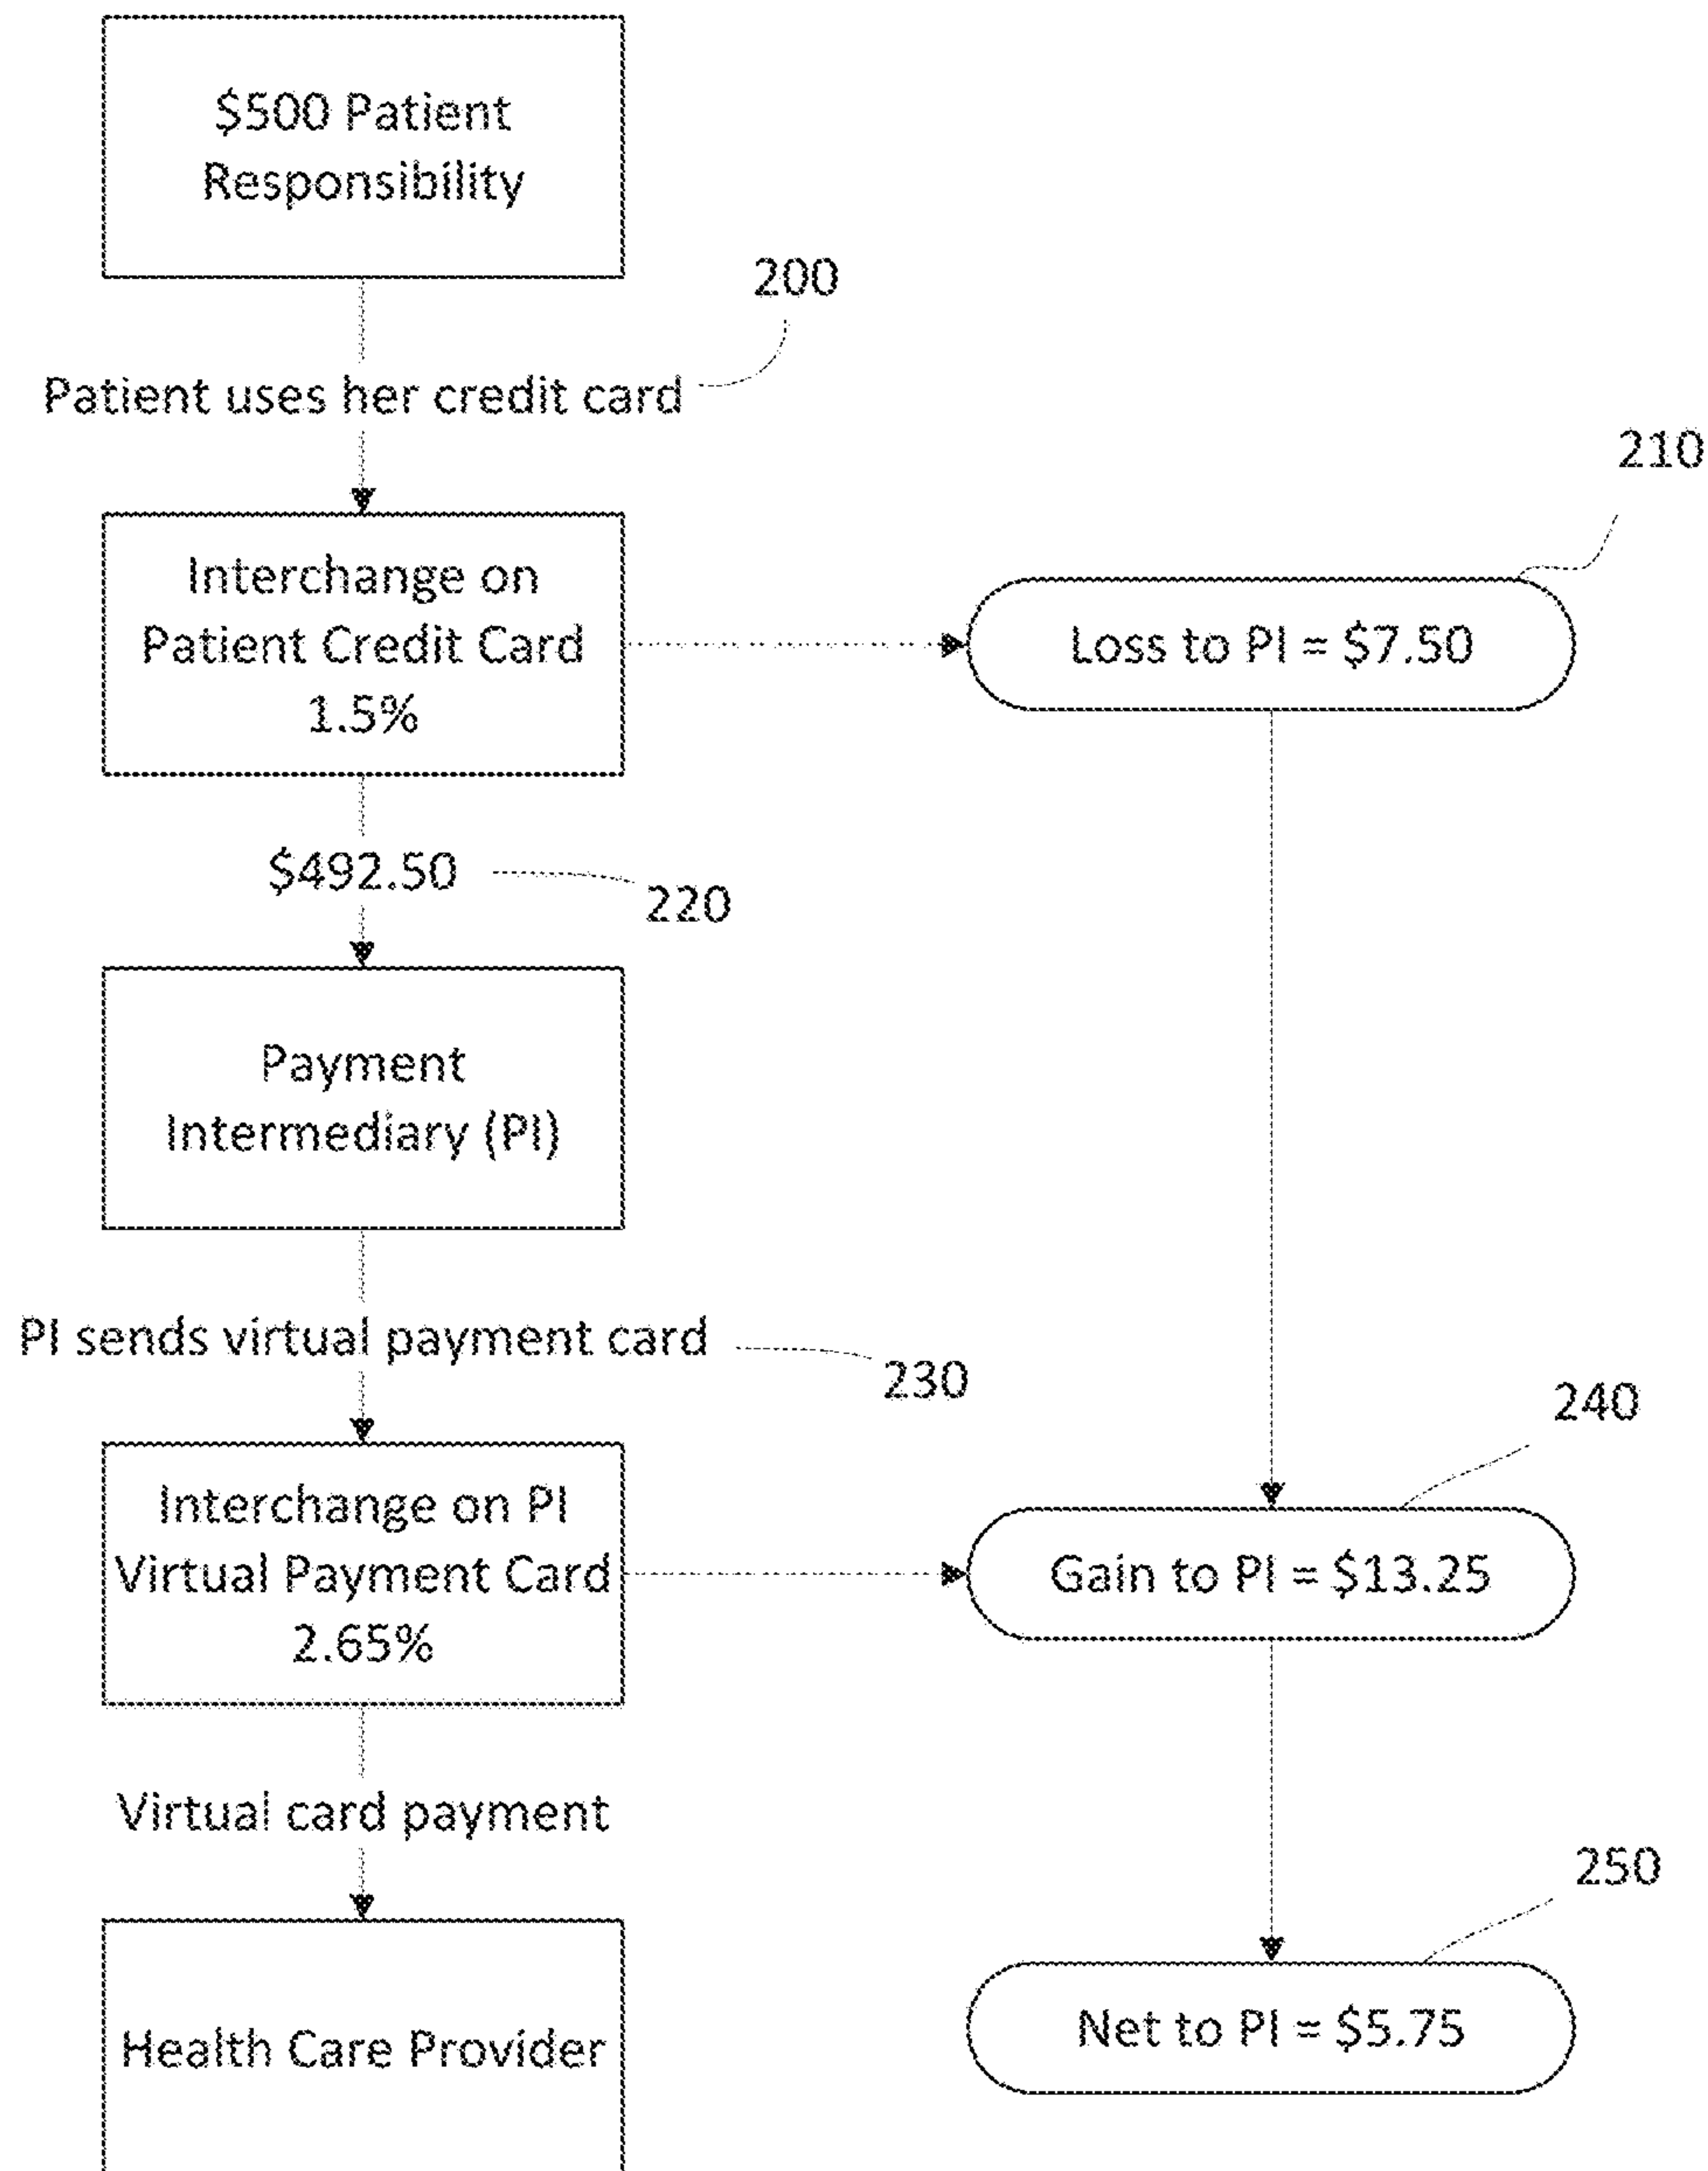 $500 Patient
Responsibility
200
Patient uses her credit card
210
Interchange on
Patient Credit Card
1.5%
Loss to PI = $7.50
$492.50
220
Payment
Intermediary (PI)
PI sends virtual payment card
230
240
Interchange on PI
Virtual Payment Card
2.65%
Gain to PI = $13.25
Virtual card payment
250
Health Care Provider
Net to PI = $5.75